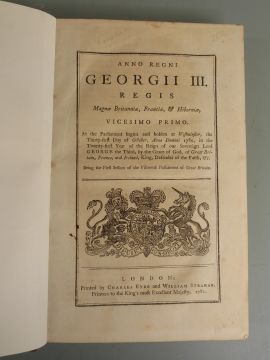 ANNO REGNI
GEORGII III.
REGIS
Magnæ Britanniæ, Franciæ, & Hiberniæ,
VICESIMO PRIMO.
At the Parliament begun and holden at Westminster, the
Thirty-first Day of October, Anno Domini 1780, in the
Twenty-first Year of the Reign of our Sovereign Lord
GEORGE the Third, by the Grace of God, of Great Bri-
tain, France, and Ireland, King, Defender of the Faith, &c.
Being the First Session of the Fifteenth Parliament of Great Britain.
LONDON:
Printed by CHARLES EYRE and WILLIAM STRAHAN,
Printers to the King's most Excellent Majesty. 1781.